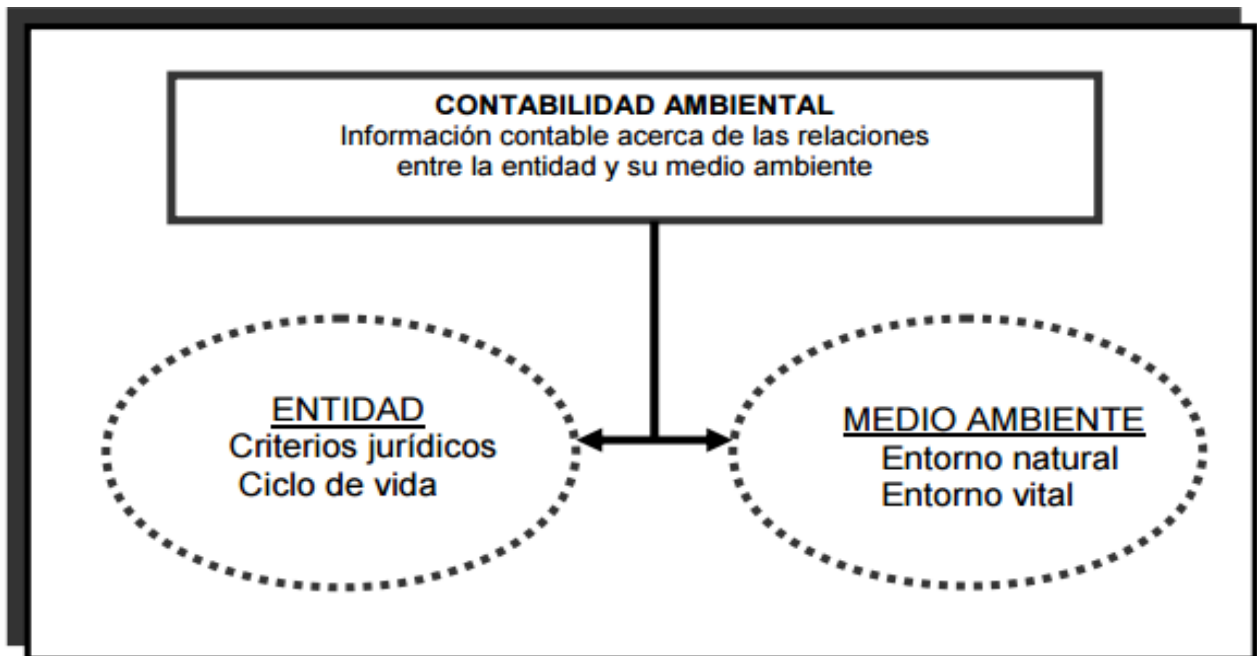 CONTABILIDAD AMBIENTAL
Información contable acerca de las relaciones
entre la entidad y su medio ambiente
ENTIDAD
Criterios jurídicos
Ciclo de vida
MEDIO AMBIENTE
Entorno natural
Entorno vital